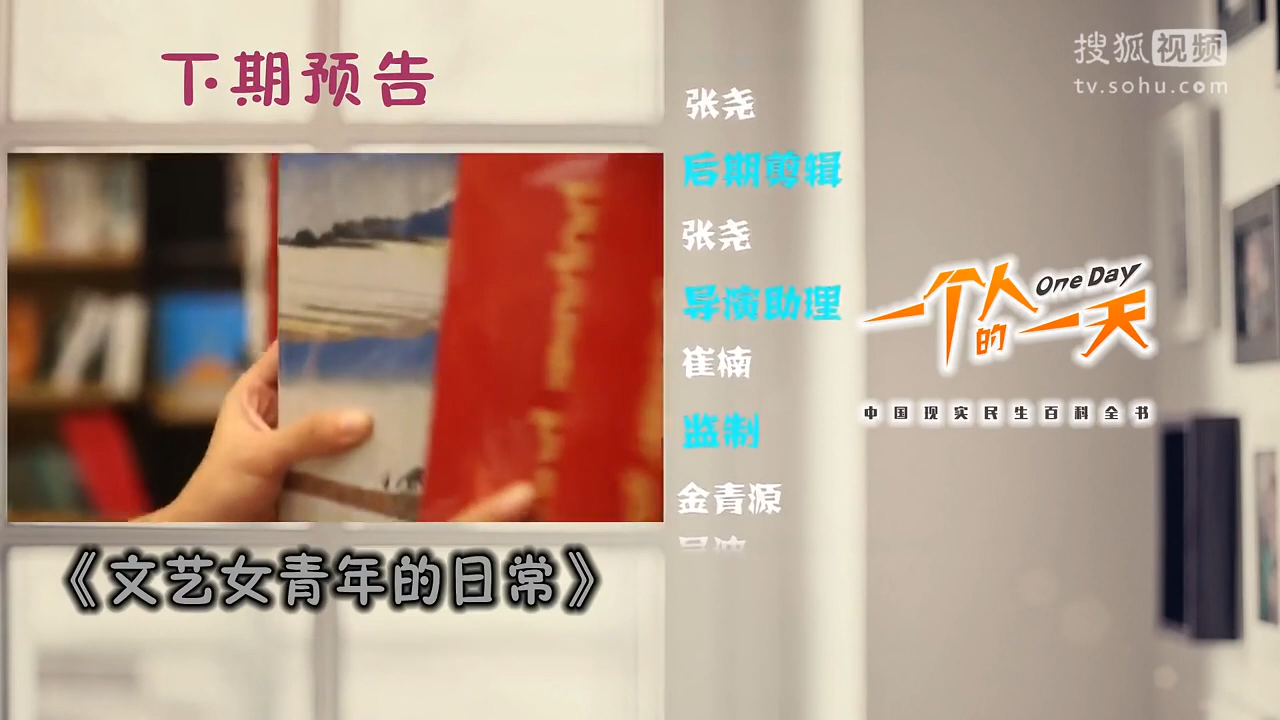 下期预告
《文艺女青年的日常》
张尧
后期剪辑
张尧
导演助理
崔楠
监制
金青源
导演
搜狐视频
tv.sohu.com
一个人的一天
One Day
中国现实民生百科全书